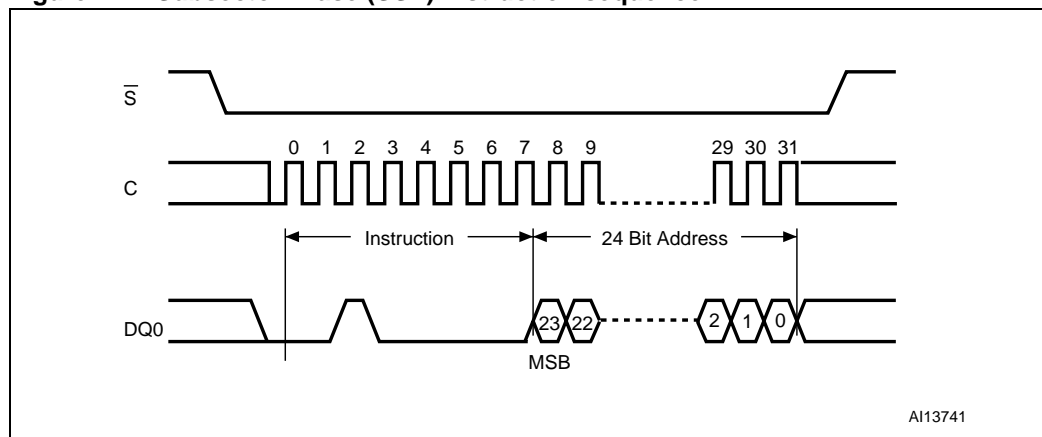 S
0 1 2 3 4 5 6 7 8 9 29 30 31
C
Instruction 24 Bit Address
DQ0 23 22 2 1 0
MSB
AI13741